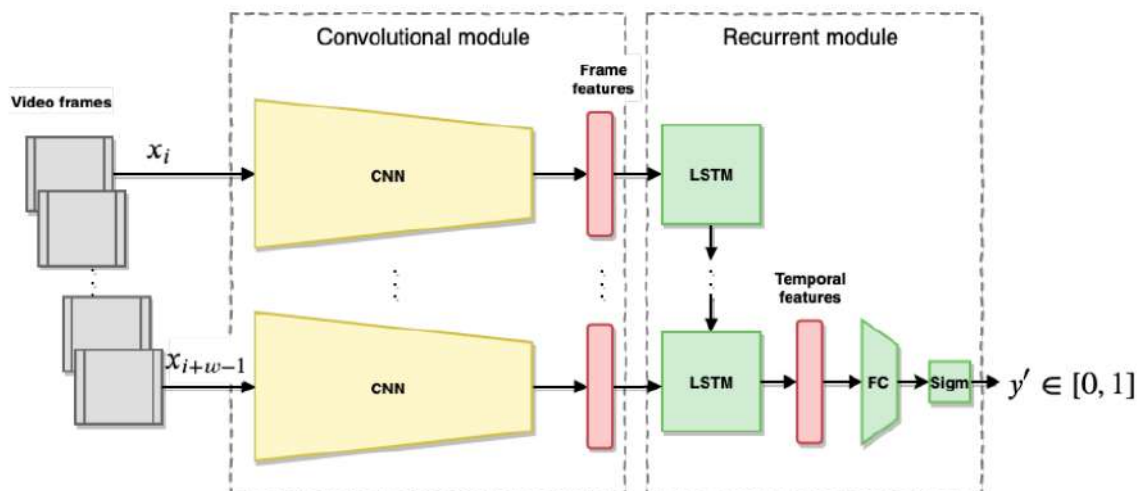 Convolutional module
Recurrent module
Frame
features
Video frames
x_i
CNN
LSTM
⋮
⋮
⋮
⋮
Temporal
features
x_{i+w−1}
CNN
LSTM
FC
Sigm
y′ ∈ [0, 1]